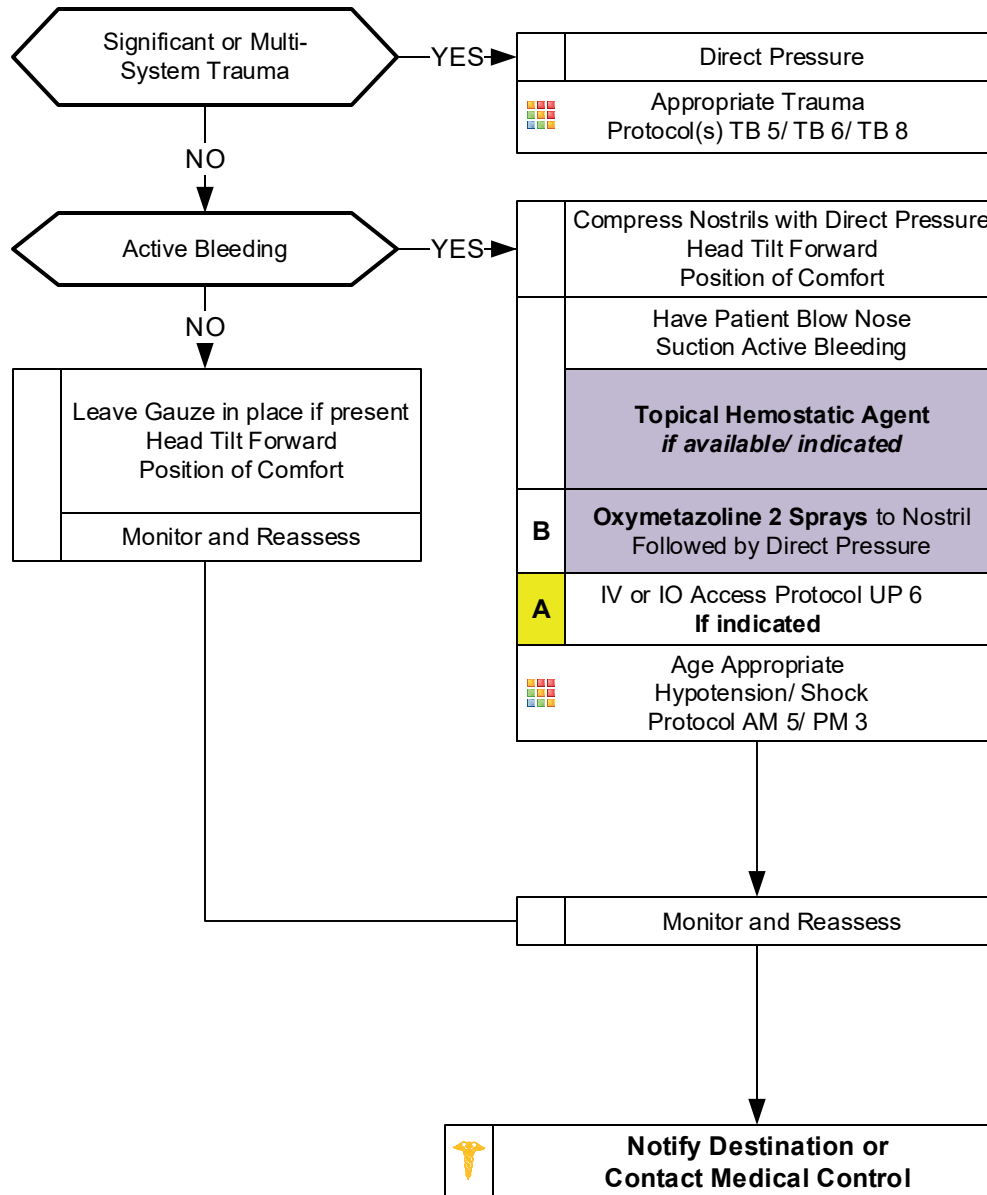 Significant or Multi-
System Trauma
YES
Direct Pressure
Appropriate Trauma
Protocol(s) TB 5/ TB 6/ TB 8
NO
Active Bleeding
YES
Compress Nostrils with Direct Pressure
Head Tilt Forward
Position of Comfort
Have Patient Blow Nose
Suction Active Bleeding
Topical Hemostatic Agent
if available/ indicated
B
Oxymetazoline 2 Sprays to Nostril
Followed by Direct Pressure
A
IV or IO Access Protocol UP 6
If indicated
Age Appropriate
Hypotension/ Shock
Protocol AM 5/ PM 3
NO
Leave Gauze in place if present
Head Tilt Forward
Position of Comfort
Monitor and Reassess
Monitor and Reassess
Notify Destination or
Contact Medical Control